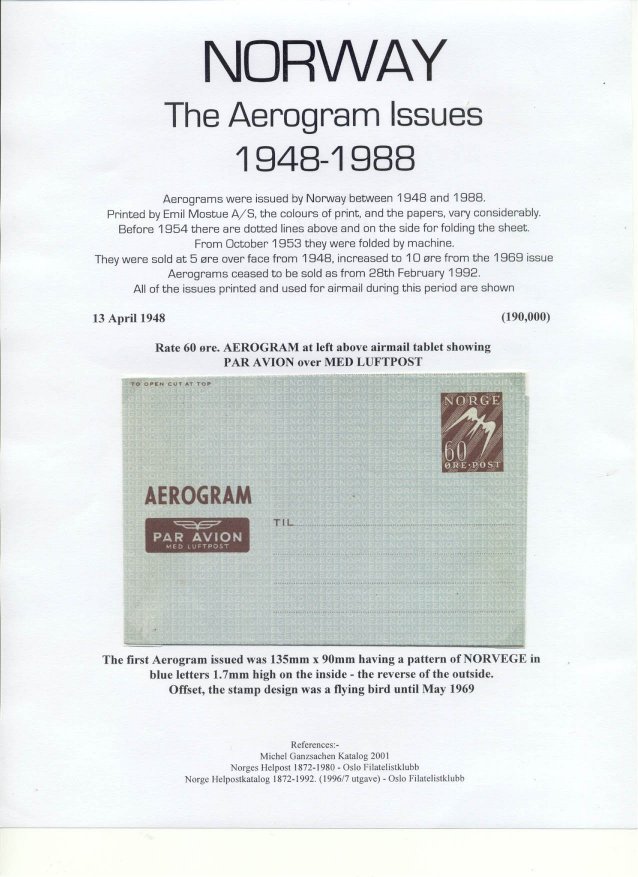 NORWAY
The Aerogram Issues
1948-1988
Aerograms were issued by Norway between 1948 and 1988.
Printed by Emil Mostue A/S, the colours of print, and the papers, vary considerably.
Before 1954 there are dotted lines above and on the side for folding the sheet.
From October 1953 they were folded by machine.
They were sold at 5 øre over face from 1948, increased to 10 øre from the 1969 issue
Aerograms ceased to be sold as from 28th February 1992.
All of the issues printed and used for airmail during this period are shown
13 April 1948 (190,000)
Rate 60 øre. AEROGRAM at left above airmail tablet showing
PAR AVION over MED LUFTPOST
TO OPEN CUT AT TOP
NORGE
60
ØRE·POST
AEROGRAM
PAR AVION
MED LUFTPOST
TIL
The first Aerogram issued was 135mm x 90mm having a pattern of NORVEGE in
blue letters 1.7mm high on the inside - the reverse of the outside.
Offset, the stamp design was a flying bird until May 1969
References:-
Michel Ganzsachen Katalog 2001
Norges Helpost 1872-1980 - Oslo Filatelistklubb
Norge Helpostkatalog 1872-1992. (1996/7 utgave) - Oslo Filatelistklubb